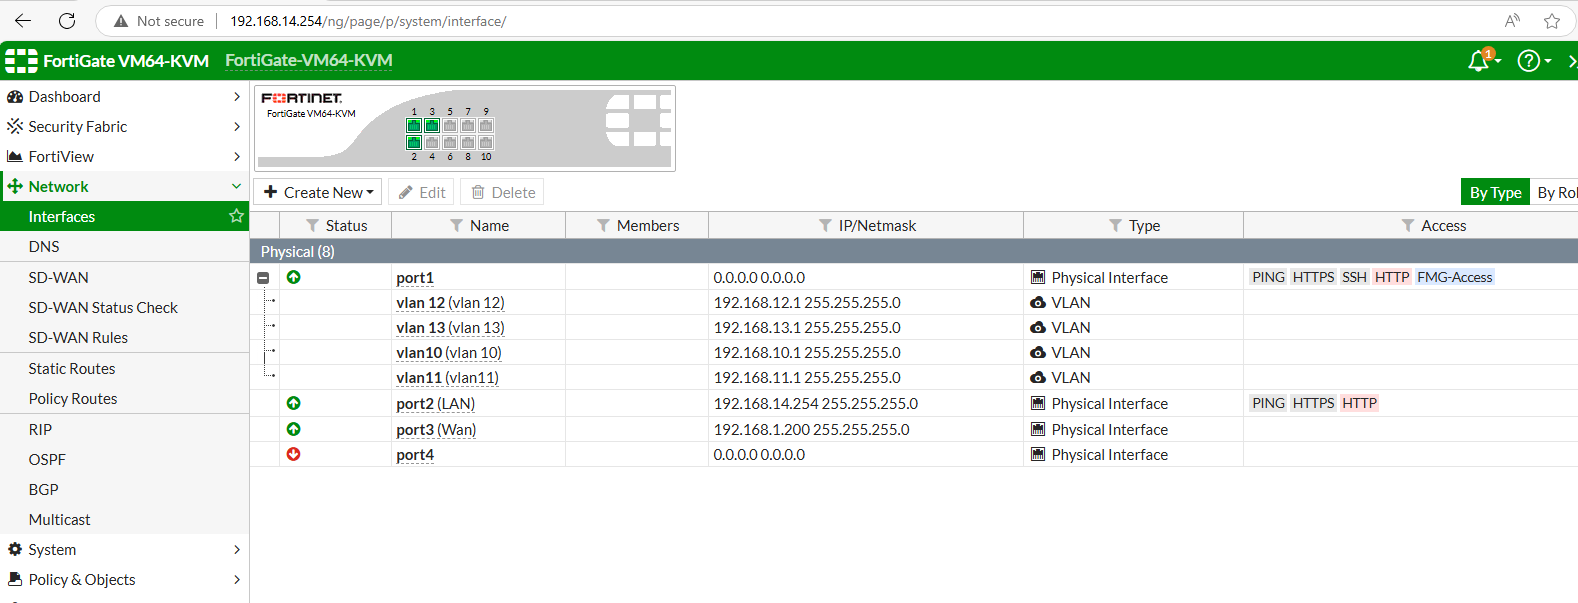 Not secure 192.168.14.254/ng/page/p/system/interface/
FortiGate VM64-KVM FortiGate-VM64-KVM 1
Dashboard
Security Fabric
FortiView
Network
Interfaces
DNS
SD-WAN
SD-WAN Status Check
SD-WAN Rules
Static Routes
Policy Routes
RIP
OSPF
BGP
Multicast
System
Policy & Objects
FORTINET
FortiGate VM64-KVM
1 3 5 7 9
2 4 6 8 10
Create New Edit Delete By Type By Rol
Status Name Members IP/Netmask Type Access
Physical (8)
port1 0.0.0.0 0.0.0.0 Physical Interface PING HTTPS SSH HTTP FMG-Access
vlan 12 (vlan 12) 192.168.12.1 255.255.255.0 VLAN
vlan 13 (vlan 13) 192.168.13.1 255.255.255.0 VLAN
vlan10 (vlan 10) 192.168.10.1 255.255.255.0 VLAN
vlan11 (vlan11) 192.168.11.1 255.255.255.0 VLAN
port2 (LAN) 192.168.14.254 255.255.255.0 Physical Interface PING HTTPS HTTP
port3 (Wan) 192.168.1.200 255.255.255.0 Physical Interface
port4 0.0.0.0 0.0.0.0 Physical Interface